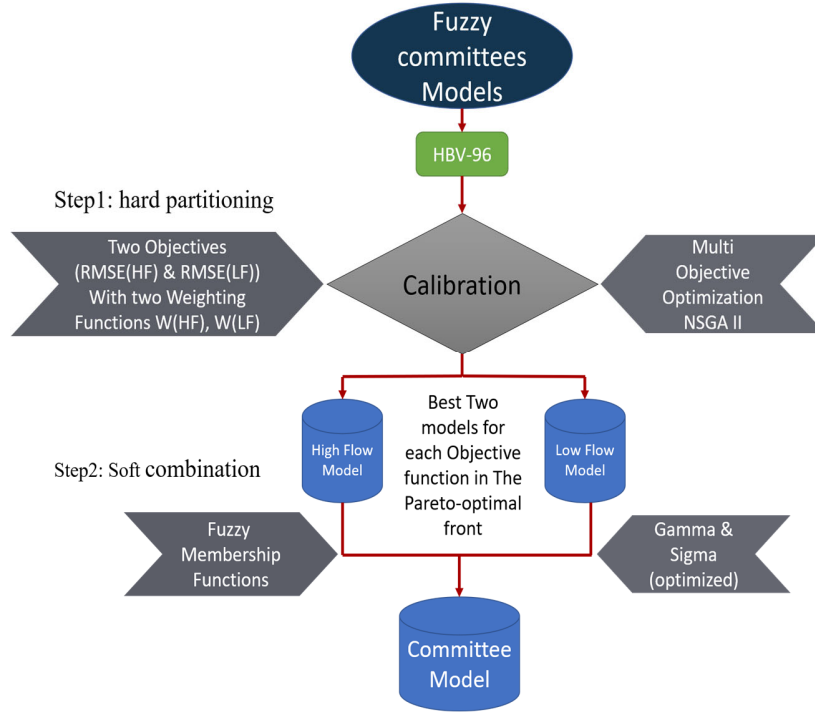 Fuzzy
committees
Models
HBV-96
Step1: hard partitioning
Two Objectives
(RMSE(HF) & RMSE(LF))
With two Weighting
Functions W(HF), W(LF)
Calibration
Multi
Objective
Optimization
NSGA II
High Flow
Model
Best Two
models for
each Objective
function in The
Pareto-optimal
front
Low Flow
Model
Step2: Soft combination
Fuzzy
Membership
Functions
Gamma &
Sigma
(optimized)
Committee
Model